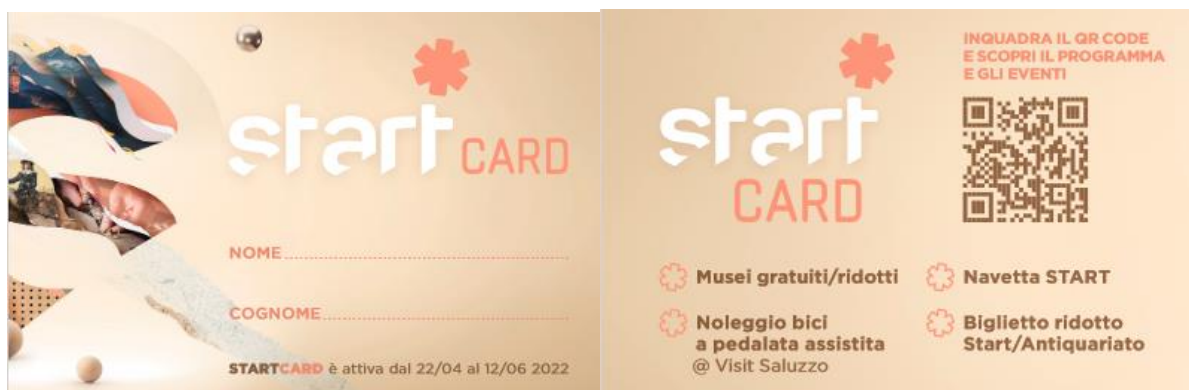 start CARD
NOME
COGNOME
STARTCARD è attiva dal 22/04 al 12/06 2022
INQUADRA IL QR CODE
E SCOPRI IL PROGRAMMA
E GLI EVENTI
start
CARD
Musei gratuiti/ridotti
Noleggio bici
a pedalata assistita
@ Visit Saluzzo
Navetta START
Biglietto ridotto
Start/Antiquariato